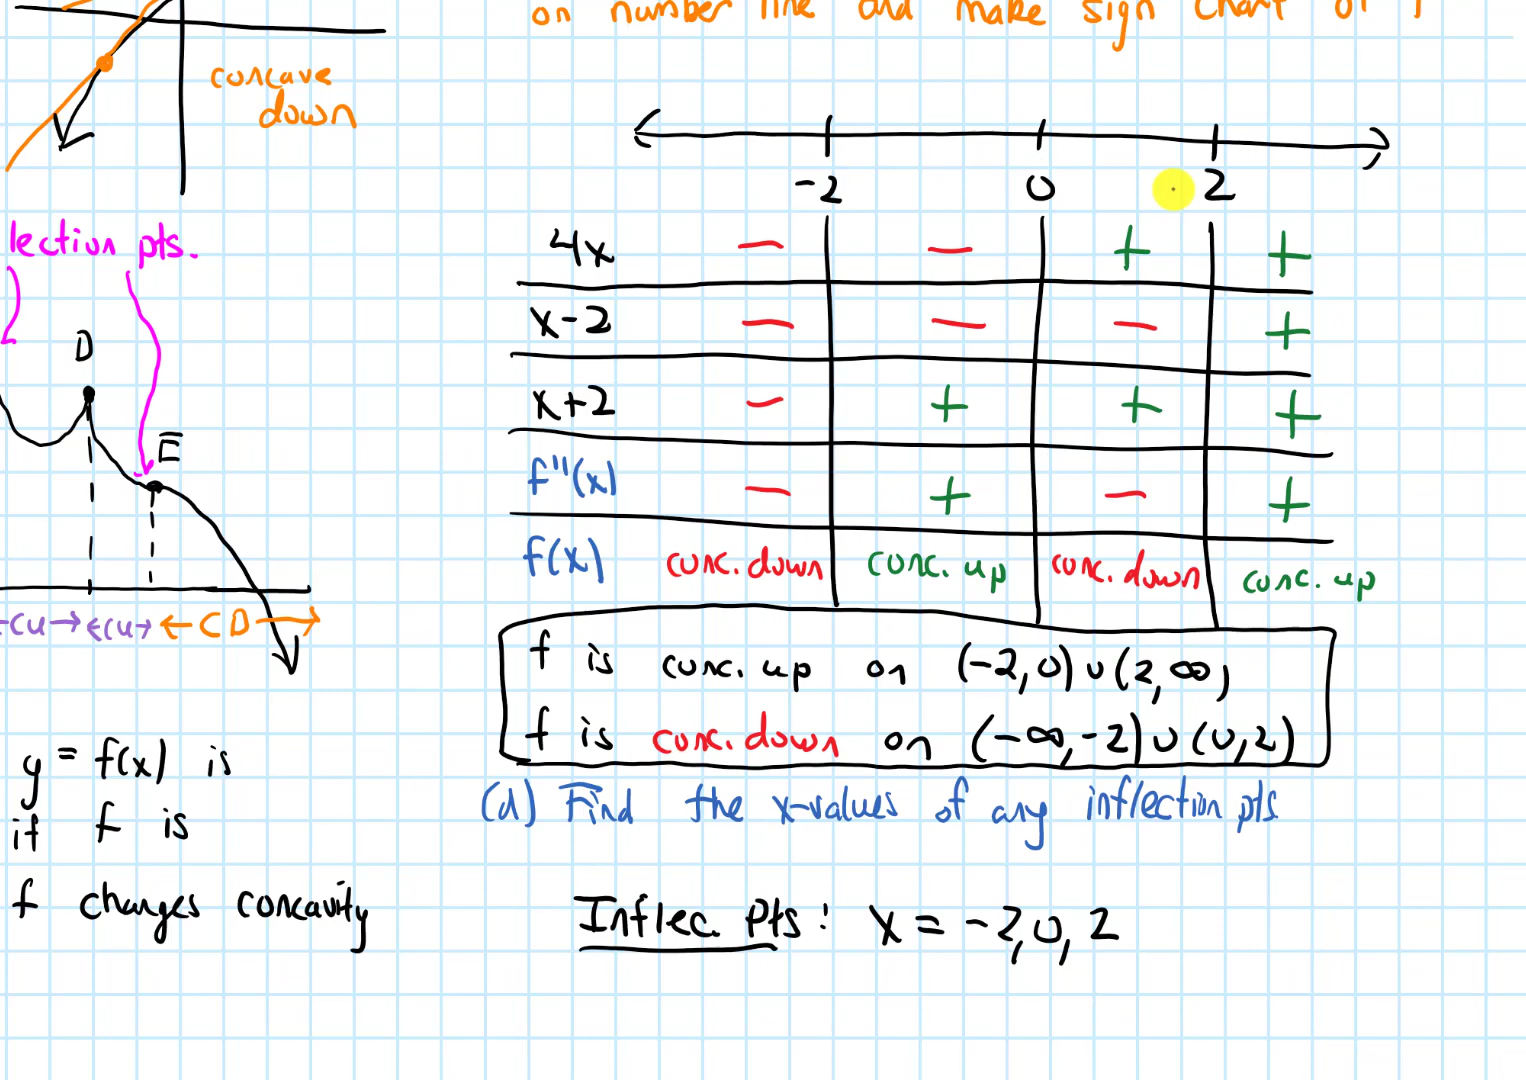 on number line and make sign chart of f
concave
down
lection pts.
D
E
CU CU CD
y = f(x) is
if f is
f changes concavity
-2 0 2
4x − − + +
x-2 − − − +
x+2 − + + +
f''(x) − + − +
f(x) conc. down conc. up conc. down conc. up
f is conc. up on (-2,0) ∪ (2,∞)
f is conc. down on (-∞,-2) ∪ (0,2)
(d) Find the x-values of any inflection pts
Inflec. Pts: x = -2,0,2